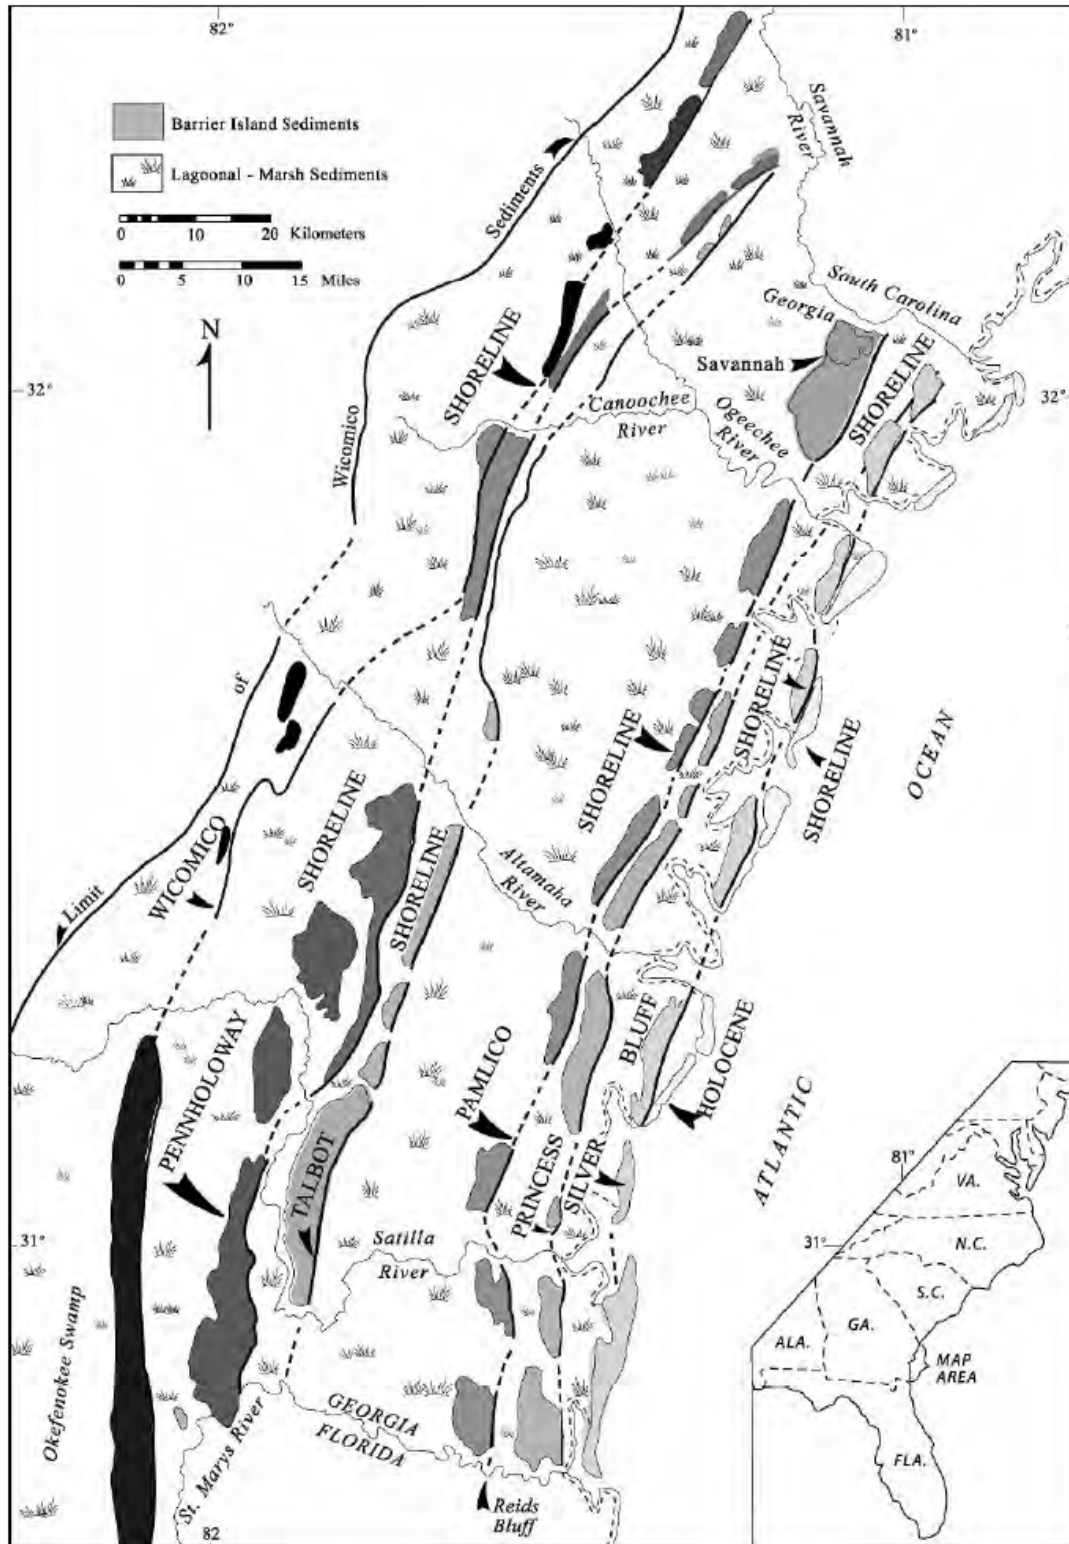 82°
81°
Barrier Island Sediments
Lagoonal - Marsh Sediments
0 10 20 Kilometers
0 5 10 15 Miles
N
Savannah
River
Sediments
South Carolina
Georgia
Savannah
SHORELINE
SHORELINE
32°
32°
Canoochee
River
Ogeechee
River
Wicomico
of
SHORELINE
SHORELINE
SHORELINE
OCEAN
SHORELINE
WICOMICO
SHORELINE
Altamaha
River
Limit
PENNHOLOWAY
TALBOT
PAMLICO
PRINCESS
SILVER
BLUFF
HOLOCENE
ATLANTIC
81°
VA.
31°
31°
Satilla
River
N.C.
S.C.
GA.
ALA.
MAP
AREA
FLA.
Okefenokee Swamp
GEORGIA
FLORIDA
St. Marys River
Reids
Bluff
82